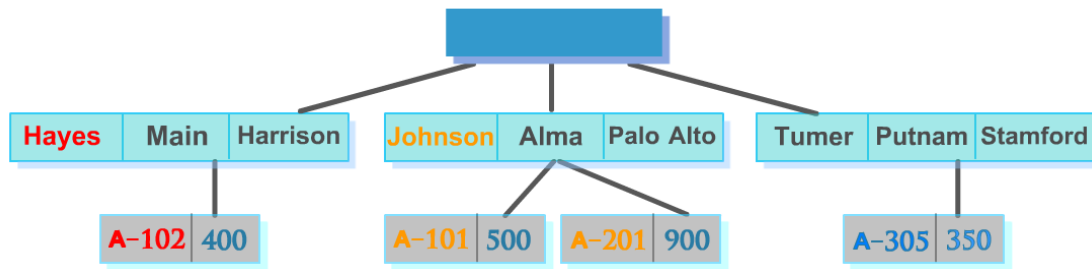 Hayes Main Harrison Johnson Alma Palo Alto Tumer Putnam Stamford
A-102 400 A-101 500 A-201 900 A-305 350